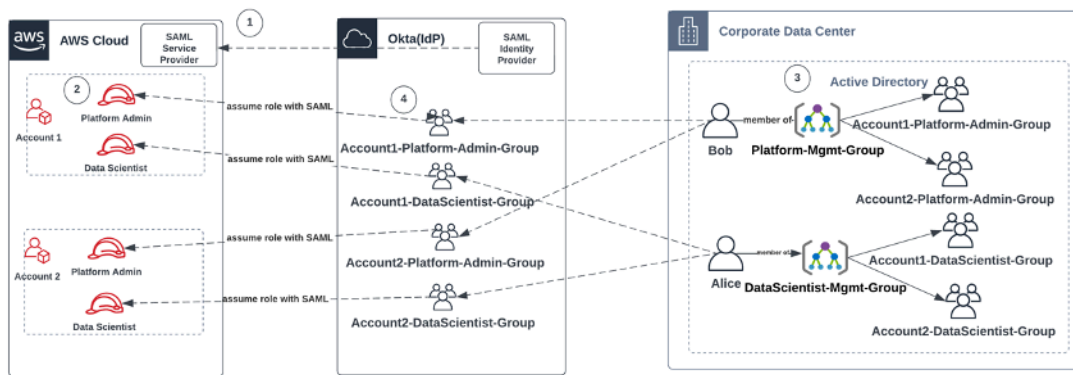 aws
AWS Cloud
SAML
Service
Provider
1
Okta(IdP)
SAML
Identity
Provider
Corporate Data Center
2
Platform Admin
Account 1
Data Scientist
assume role with SAML
assume role with SAML
4
Account1-Platform-Admin-Group
Account1-DataScientist-Group
3
Active Directory
Bob
member of
Platform-Mgmt-Group
Account1-Platform-Admin-Group
Account2-Platform-Admin-Group
Account 2
Platform Admin
Data Scientist
assume role with SAML
assume role with SAML
Account2-Platform-Admin-Group
Account2-DataScientist-Group
Alice
member of
DataScientist-Mgmt-Group
Account1-DataScientist-Group
Account2-DataScientist-Group